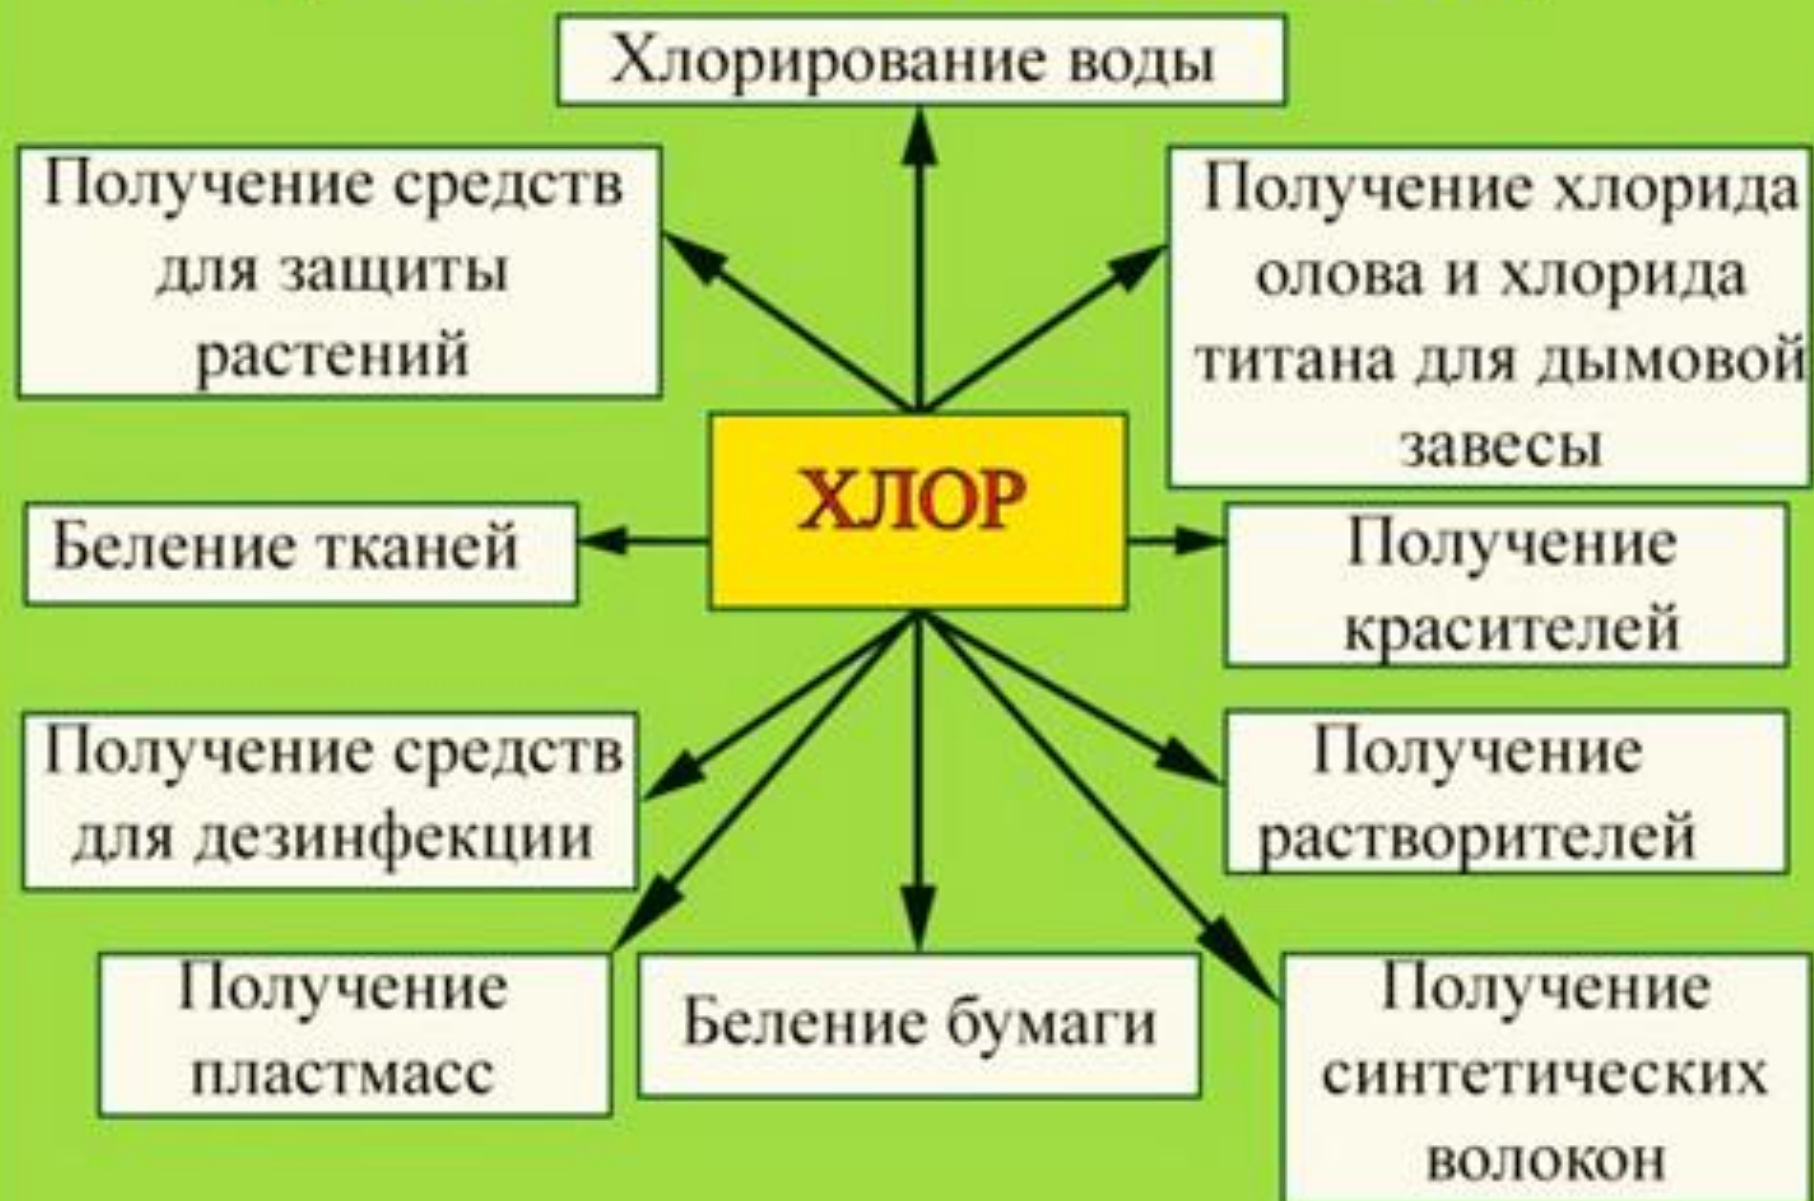 Хлорирование воды
Получение средств
для защиты
растений
Получение хлорида
олова и хлорида
титана для дымовой
завесы
ХЛОР
Беление тканей
Получение
красителей
Получение средств
для дезинфекции
Получение
растворителей
Получение
пластмасс
Беление бумаги
Получение
синтетических
волокон